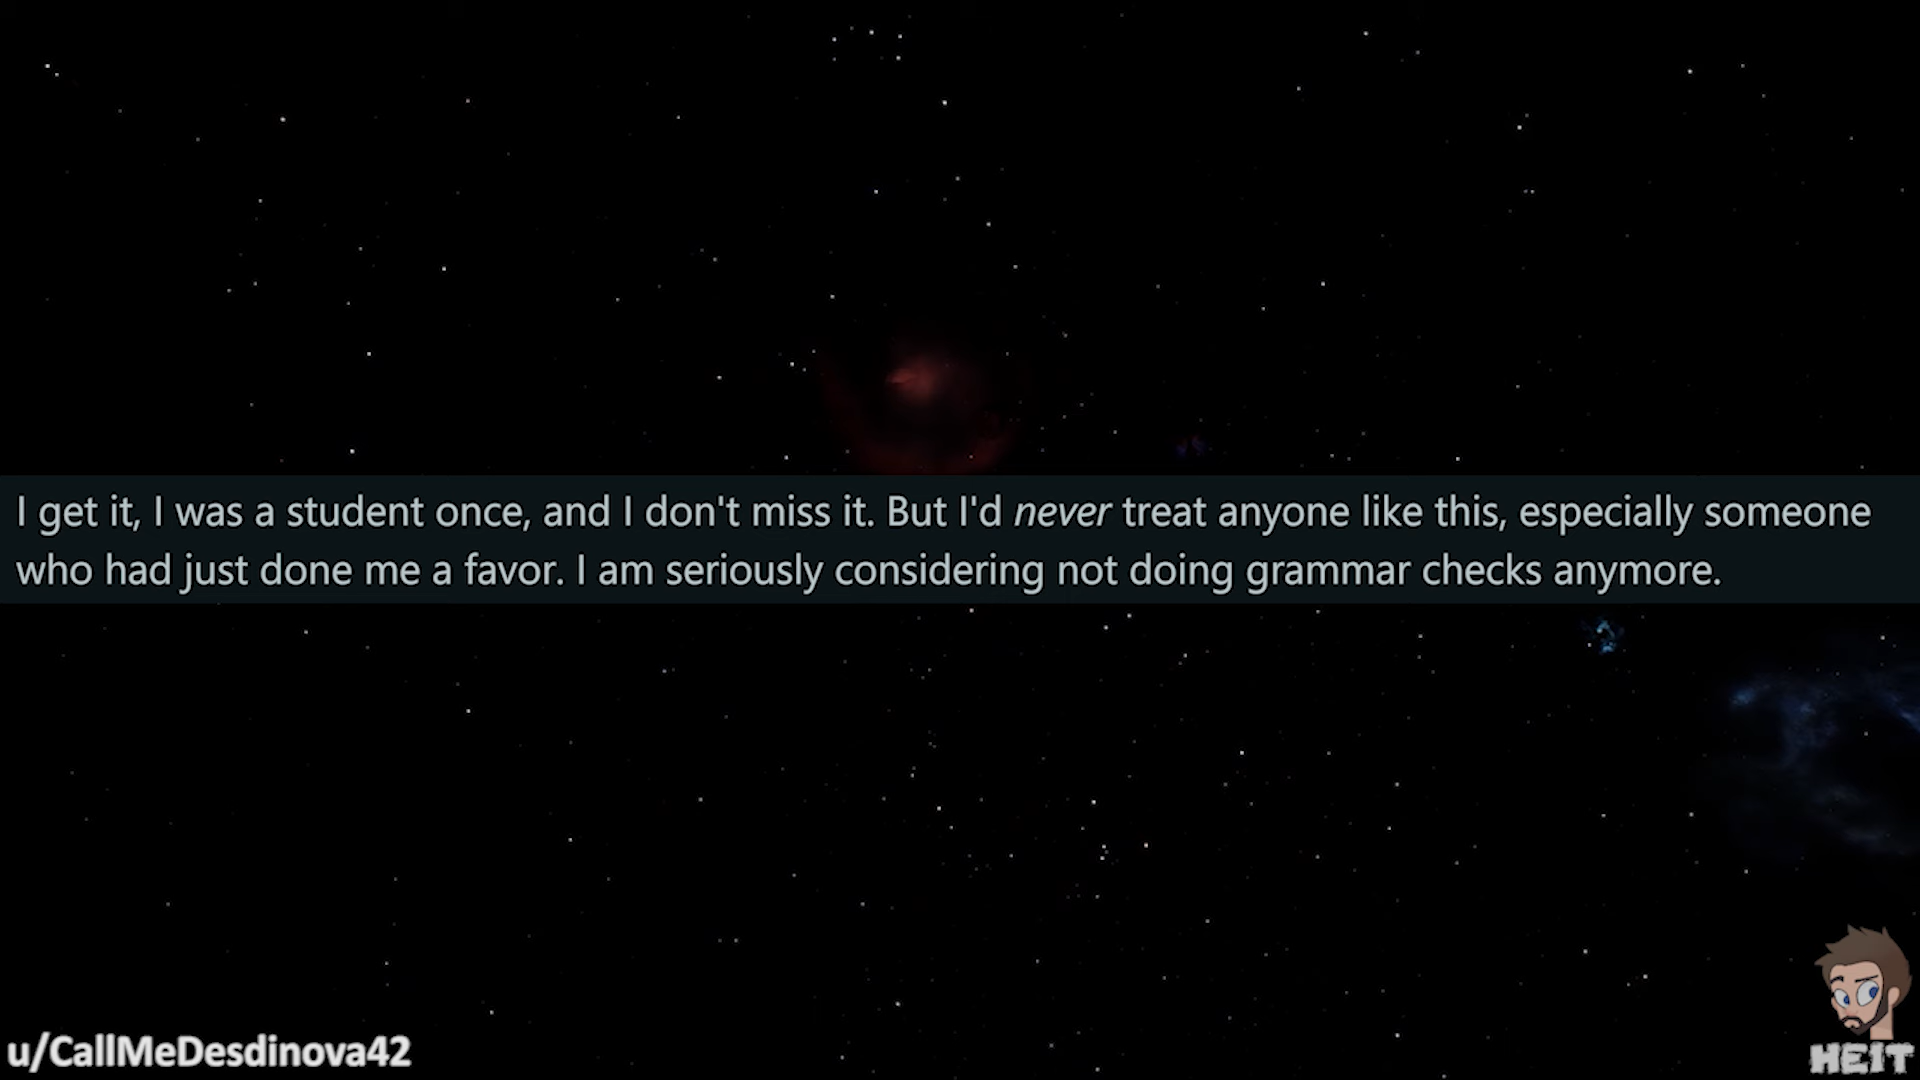 I get it, I was a student once, and I don't miss it. But I'd never treat anyone like this, especially someone
who had just done me a favor. I am seriously considering not doing grammar checks anymore.
u/CallMeDesdinova42
HEIT